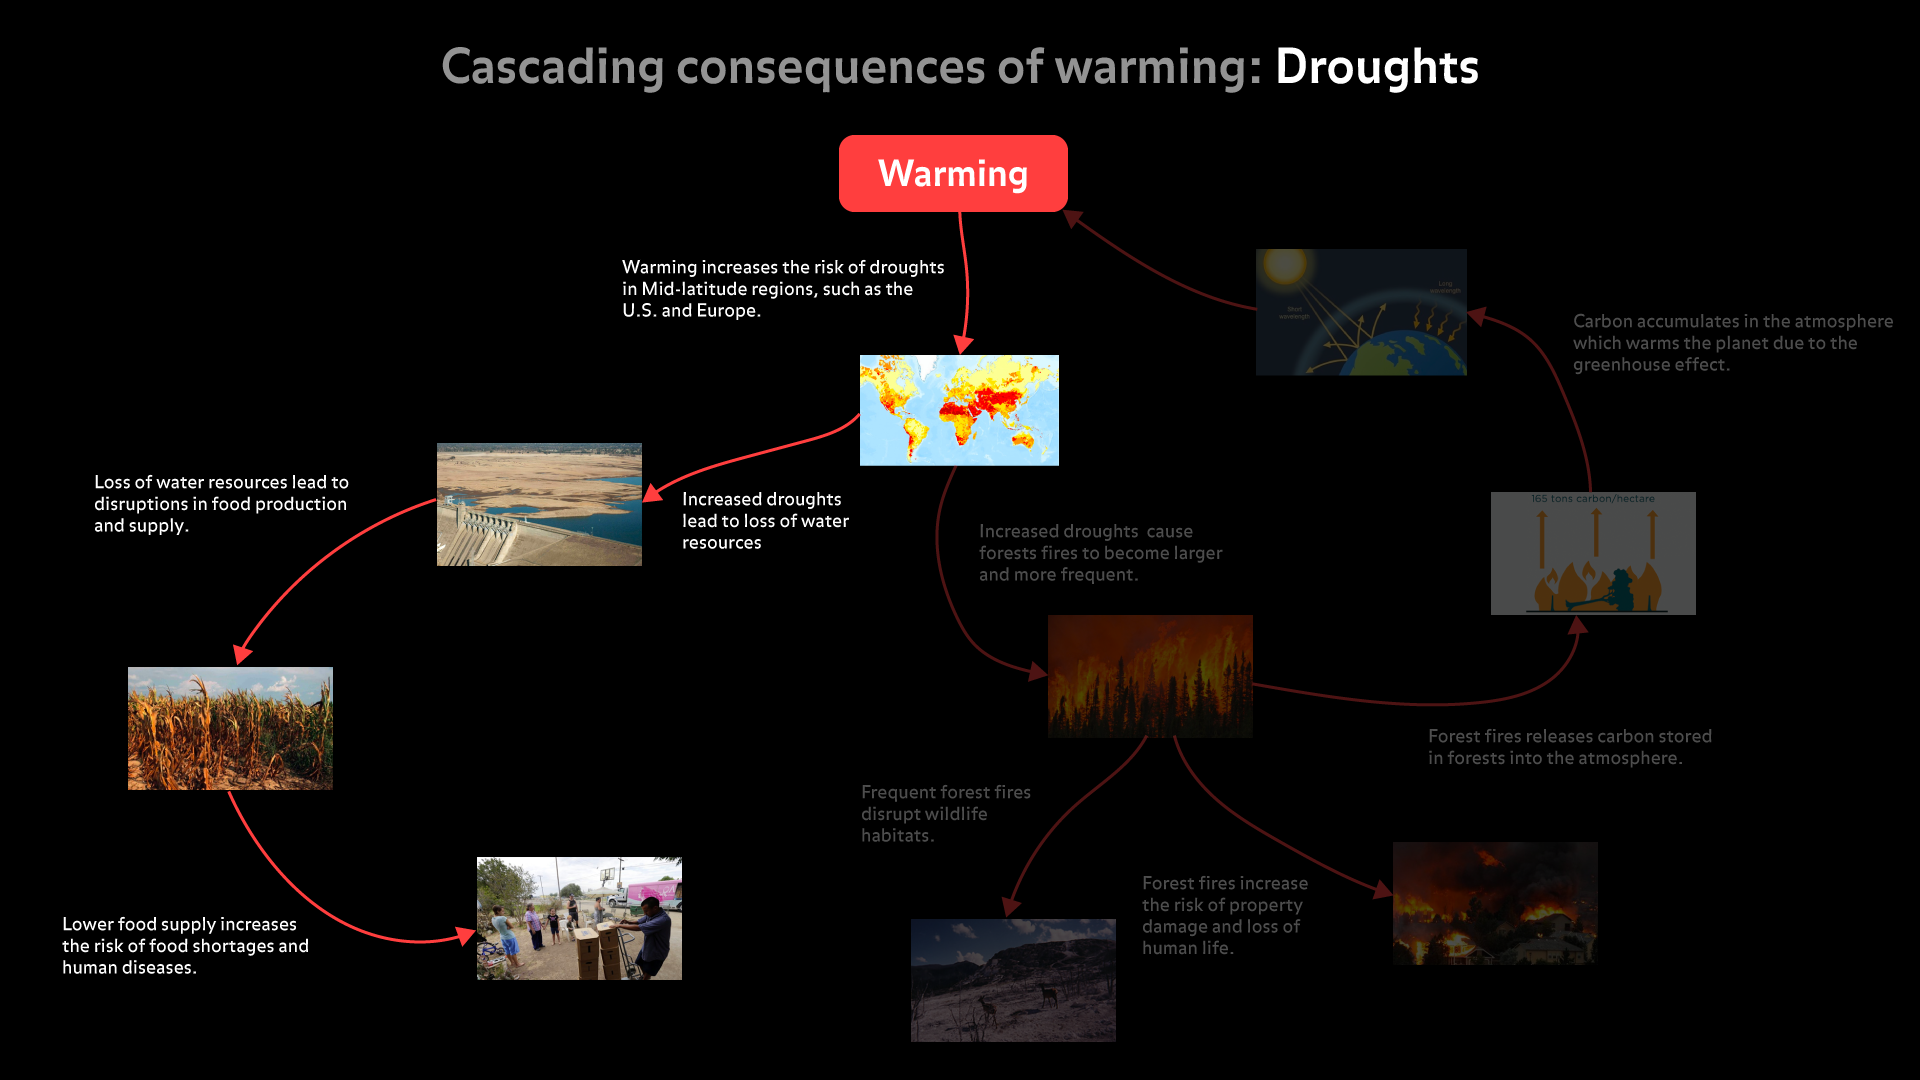 Cascading consequences of warming: Droughts
Warming
Warming increases the risk of droughts
in Mid-latitude regions, such as the
U.S. and Europe.
Long
wavelength
Short
wavelength
Carbon accumulates in the atmosphere
which warms the planet due to the
greenhouse effect.
Loss of water resources lead to
disruptions in food production
and supply.
Increased droughts
lead to loss of water
resources
165 tons carbon/hectare
Increased droughts  cause
forests fires to become larger
and more frequent.
Forest fires releases carbon stored
in forests into the atmosphere.
Frequent forest fires
disrupt wildlife
habitats.
Forest fires increase
the risk of property
damage and loss of
human life.
Lower food supply increases
the risk of food shortages and
human diseases.